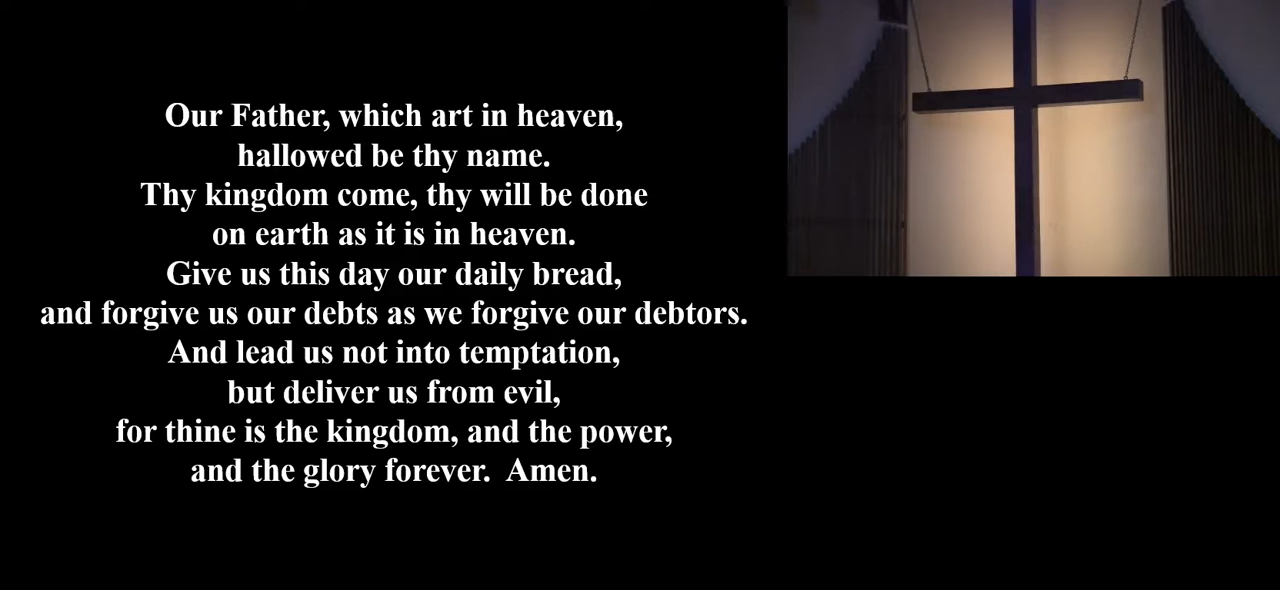 Our Father, which art in heaven,
hallowed be thy name.
Thy kingdom come, thy will be done
on earth as it is in heaven.
Give us this day our daily bread,
and forgive us our debts as we forgive our debtors.
And lead us not into temptation,
but deliver us from evil,
for thine is the kingdom, and the power,
and the glory forever.  Amen.